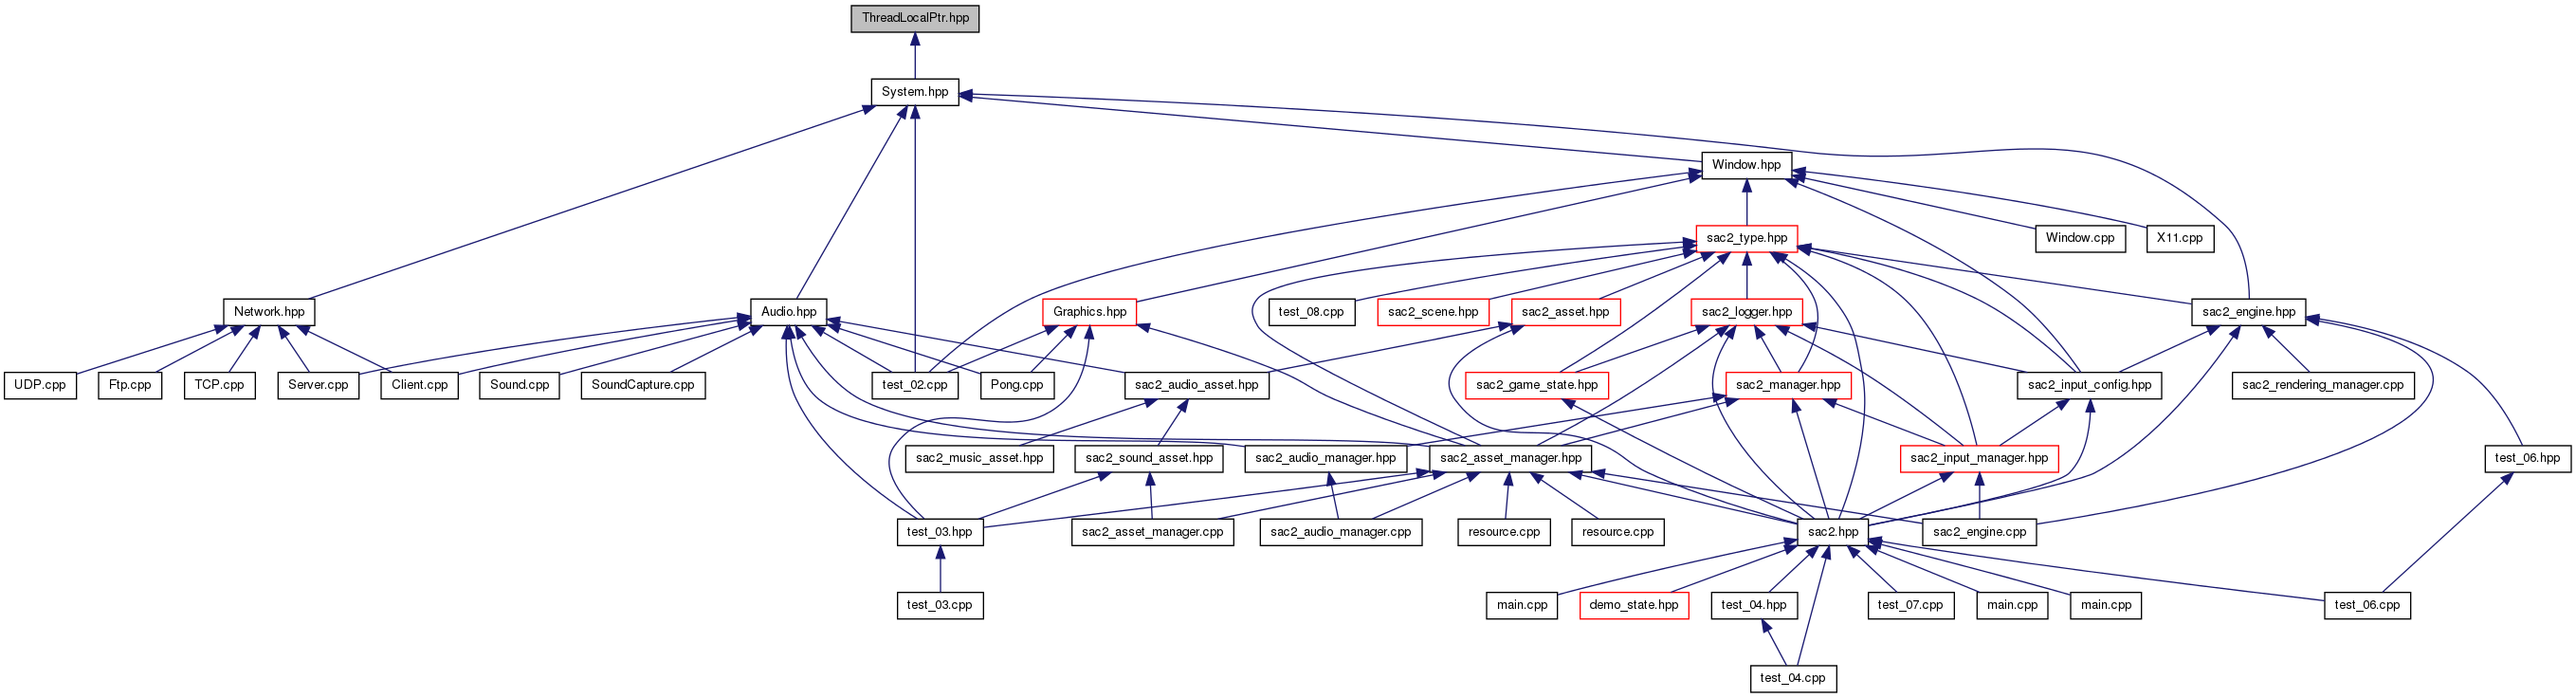 ThreadLocalPtr.hpp
System.hpp
Window.hpp
sac2_type.hpp
Window.cpp
X11.cpp
Network.hpp
Audio.hpp
Graphics.hpp
test_08.cpp
sac2_scene.hpp
sac2_asset.hpp
sac2_logger.hpp
sac2_engine.hpp
UDP.cpp
Ftp.cpp
TCP.cpp
Server.cpp
Client.cpp
Sound.cpp
SoundCapture.cpp
test_02.cpp
Pong.cpp
sac2_audio_asset.hpp
sac2_game_state.hpp
sac2_manager.hpp
sac2_input_config.hpp
sac2_rendering_manager.cpp
sac2_music_asset.hpp
sac2_sound_asset.hpp
sac2_audio_manager.hpp
sac2_asset_manager.hpp
sac2_input_manager.hpp
test_06.hpp
test_03.hpp
sac2_asset_manager.cpp
sac2_audio_manager.cpp
resource.cpp
resource.cpp
sac2.hpp
sac2_engine.cpp
test_03.cpp
main.cpp
demo_state.hpp
test_04.hpp
test_07.cpp
main.cpp
main.cpp
test_06.cpp
test_04.cpp